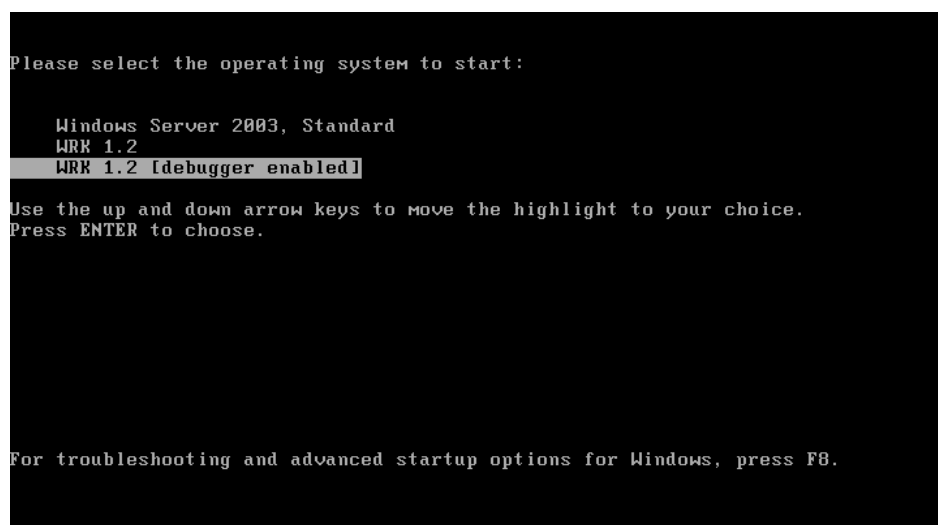 Please select the operating system to start:
Windows Server 2003, Standard
WRK 1.2
WRK 1.2 [debugger enabled]
Use the up and down arrow keys to move the highlight to your choice.
Press ENTER to choose.
For troubleshooting and advanced startup options for Windows, press F8.